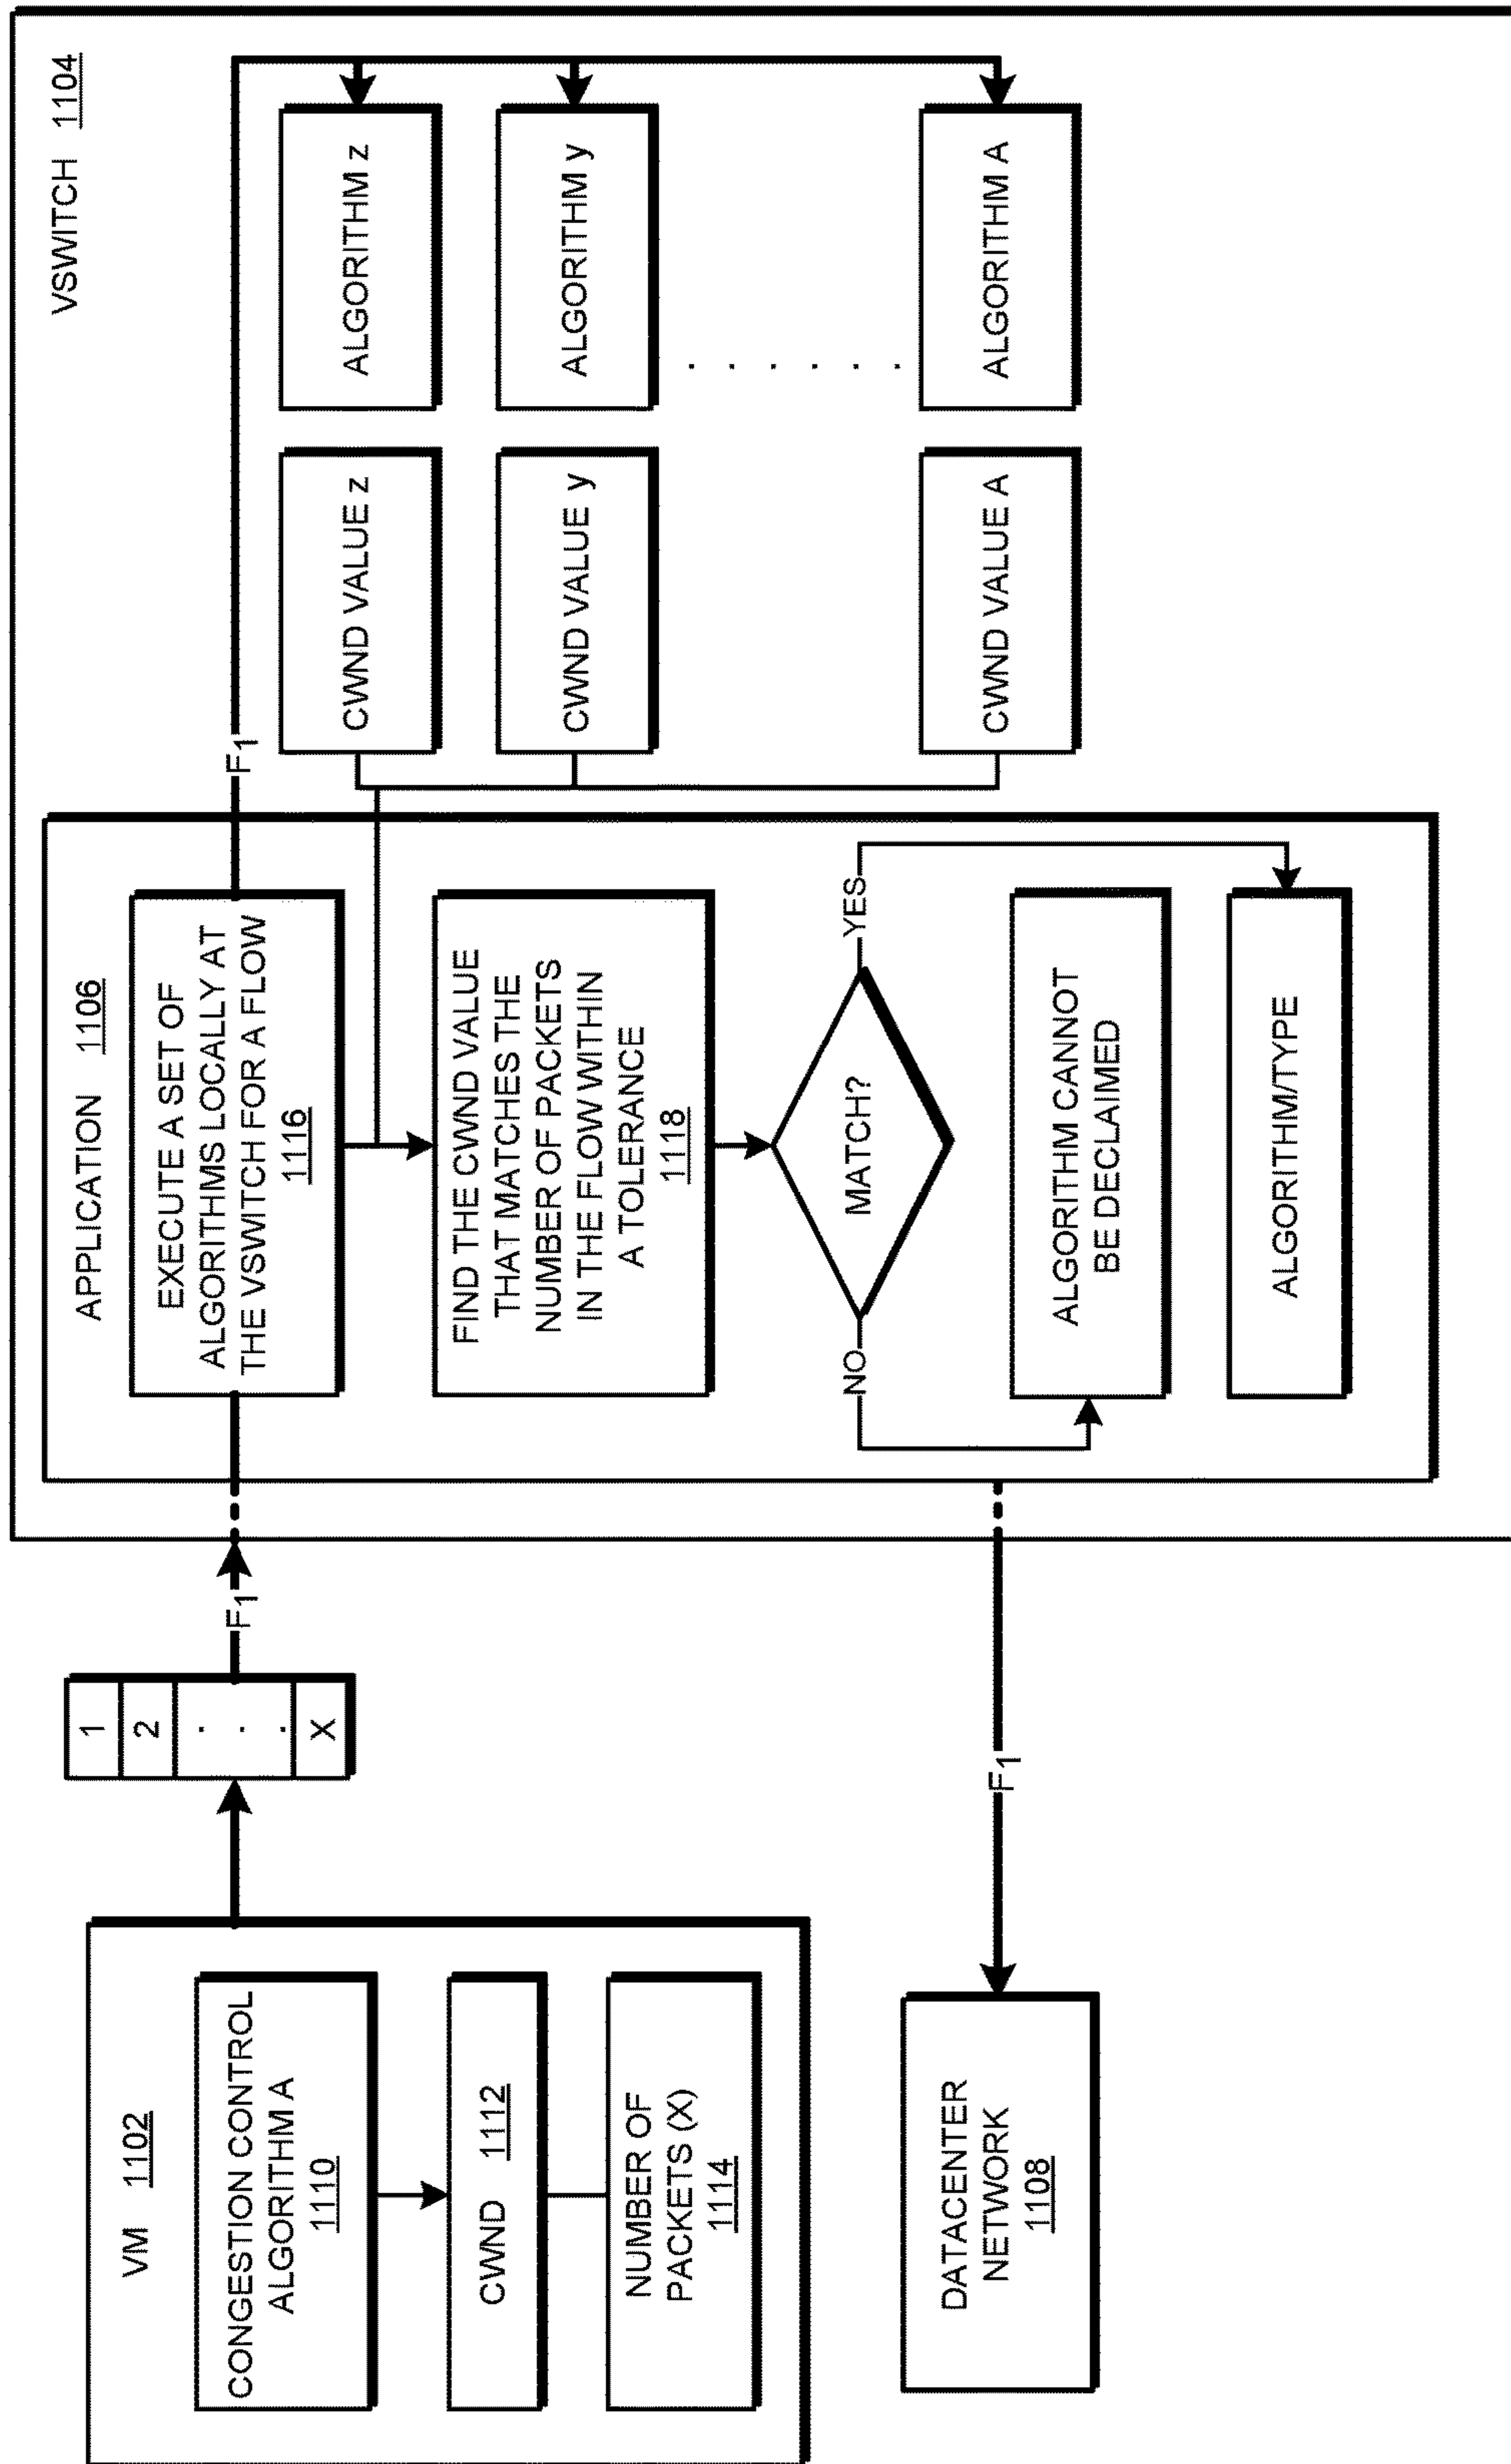 VM 1102
CONGESTION CONTROL
ALGORITHM A
1110
CWND 1112
NUMBER OF
PACKETS (X)
1114
1
2
. . .
X
F1
DATACENTER
NETWORK
1108
F1
VSWITCH 1104
APPLICATION 1106
EXECUTE A SET OF
ALGORITHMS LOCALLY AT
THE VSWITCH FOR A FLOW
1116
FIND THE CWND VALUE
THAT MATCHES THE
NUMBER OF PACKETS
IN THE FLOW WITHIN
A TOLERANCE
1118
MATCH?
NO
YES
ALGORITHM CANNOT
BE DECLAIMED
ALGORITHM/TYPE
F1
CWND VALUE z
ALGORITHM z
CWND VALUE y
ALGORITHM y
. . . . . .
CWND VALUE A
ALGORITHM A